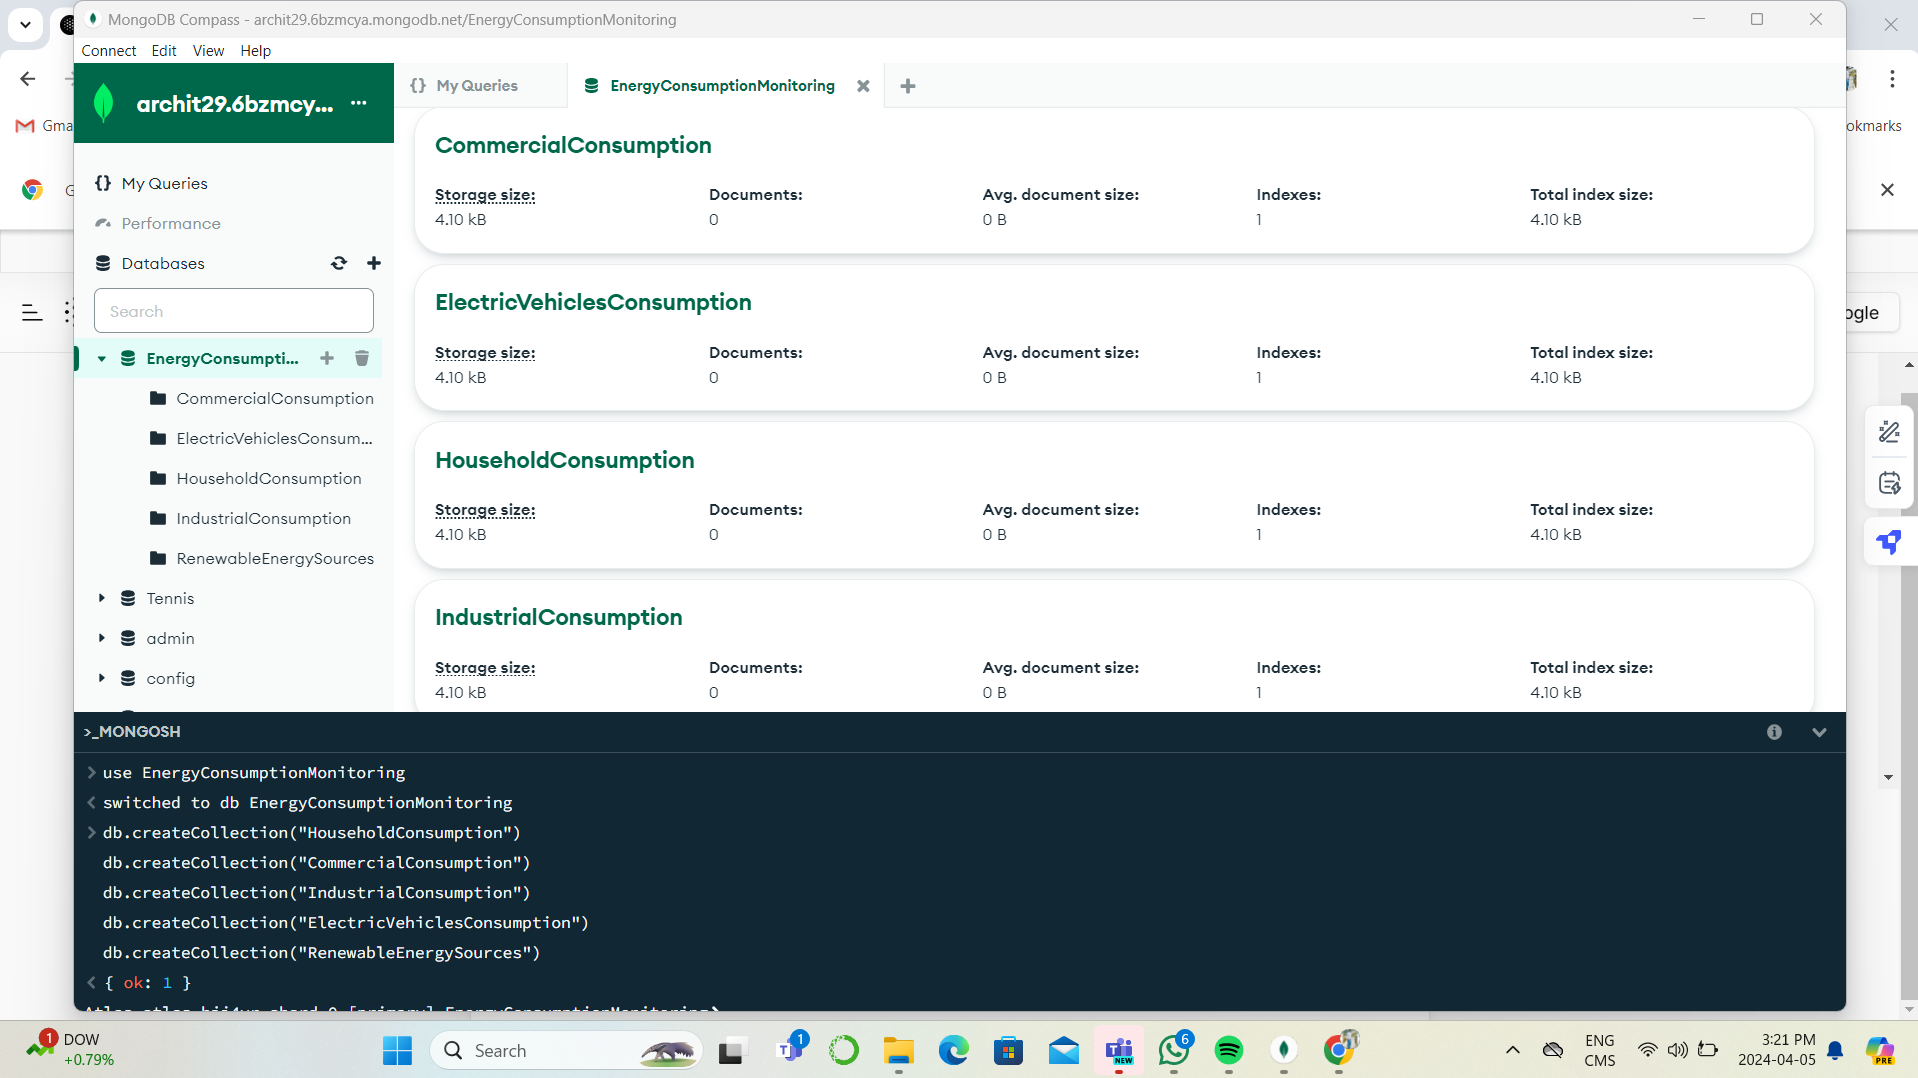 MongoDB Compass - archit29.6bzmcya.mongodb.net/EnergyConsumptionMonitoring
Connect Edit View Help
archit29.6bzmcy... ...
{} My Queries
EnergyConsumptionMonitoring
Gma
okmarks
G
ogle
{} My Queries
Performance
Databases
Search
EnergyConsumpti...
CommercialConsumption
ElectricVehiclesConsum...
HouseholdConsumption
IndustrialConsumption
RenewableEnergySources
Tennis
admin
config
CommercialConsumption
Storage size: Documents: Avg. document size: Indexes: Total index size:
4.10 kB 0 0 B 1 4.10 kB
ElectricVehiclesConsumption
Storage size: Documents: Avg. document size: Indexes: Total index size:
4.10 kB 0 0 B 1 4.10 kB
HouseholdConsumption
Storage size: Documents: Avg. document size: Indexes: Total index size:
4.10 kB 0 0 B 1 4.10 kB
IndustrialConsumption
Storage size: Documents: Avg. document size: Indexes: Total index size:
4.10 kB 0 0 B 1 4.10 kB
>_MONGOSH
> use EnergyConsumptionMonitoring
< switched to db EnergyConsumptionMonitoring
> db.createCollection("HouseholdConsumption")
db.createCollection("CommercialConsumption")
db.createCollection("IndustrialConsumption")
db.createCollection("ElectricVehiclesConsumption")
db.createCollection("RenewableEnergySources")
< { ok: 1 }
[primary] EnergyConsumptionMonitoring>
1
DOW
+0.79%
Search
1
NEW
6
ENG
CMS
3:21 PM
2024-04-05
PRE